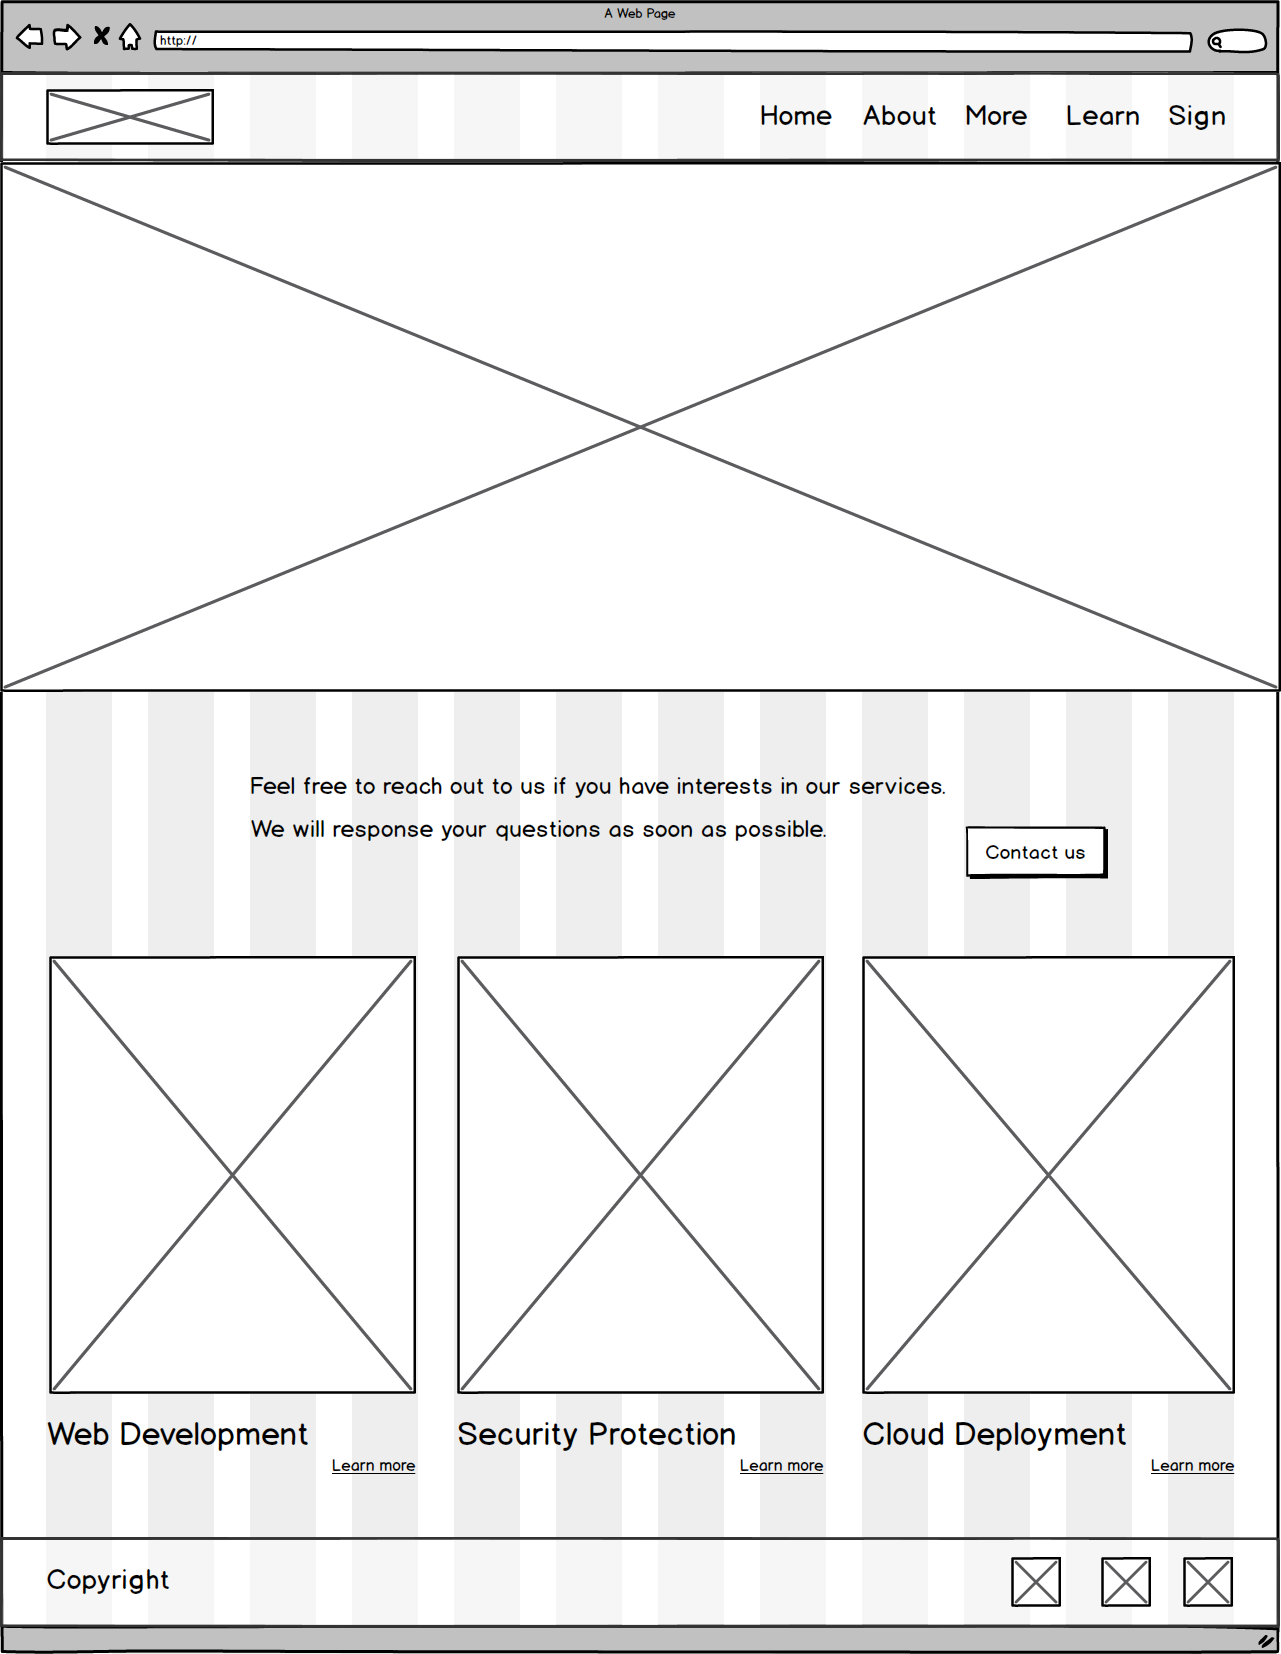 A Web Page
http://
Home About More Learn Sign
Feel free to reach out to us if you have interests in our services.
We will response your questions as soon as possible.
Contact us
Web Development
Learn more
Security Protection
Learn more
Cloud Deployment
Learn more
Copyright